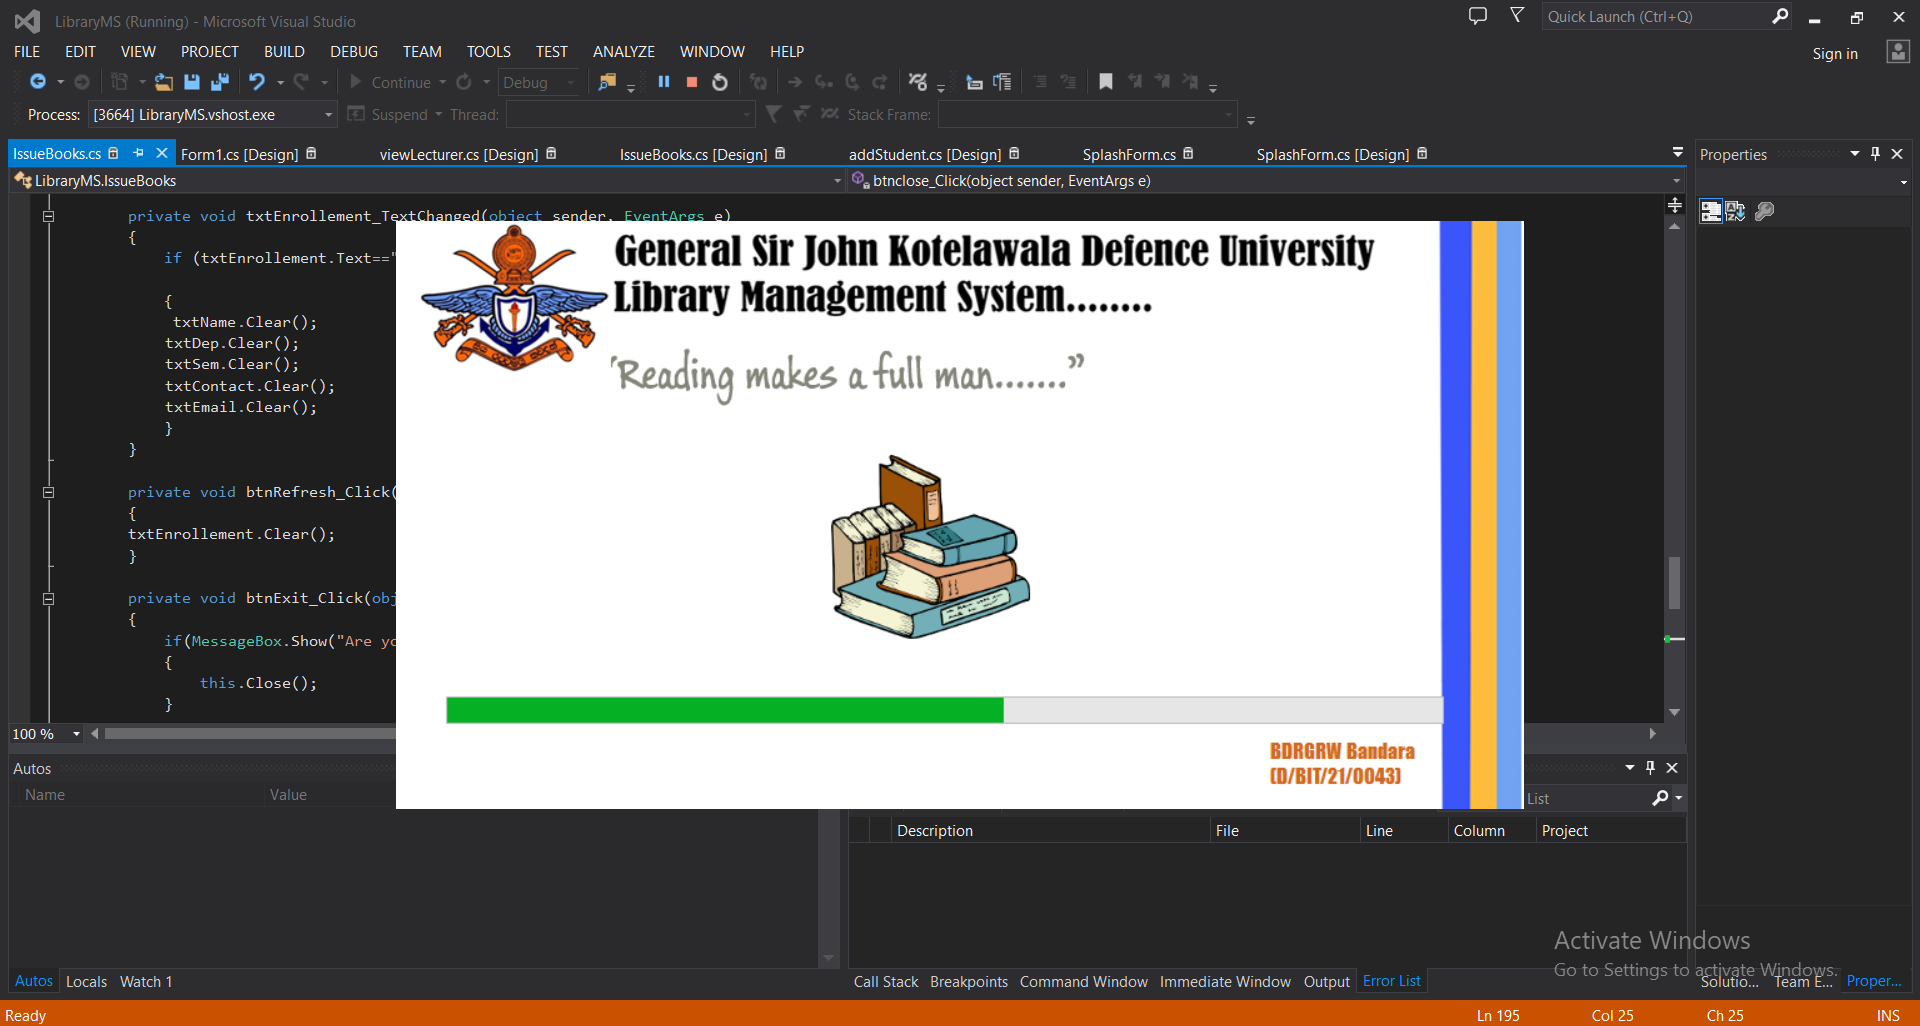 LibraryMS (Running) - Microsoft Visual Studio
Quick Launch (Ctrl+Q)
FILE EDIT VIEW PROJECT BUILD DEBUG TEAM TOOLS TEST ANALYZE WINDOW HELP
Sign in
Continue Debug
Process: [3664] LibraryMS.vshost.exe Suspend Thread: Stack Frame:
IssueBooks.cs Form1.cs [Design] viewLecturer.cs [Design] IssueBooks.cs [Design] addStudent.cs [Design] SplashForm.cs SplashForm.cs [Design]
Properties
LibraryMS.IssueBooks btnclose_Click(object sender, EventArgs e)
private void txtEnrollement_TextChanged(object sender, EventArgs e)
{
if (txtEnrollement.Text=="
{
txtName.Clear();
txtDep.Clear();
txtSem.Clear();
txtContact.Clear();
txtEmail.Clear();
}
}
private void btnRefresh_Click(
{
txtEnrollement.Clear();
}
private void btnExit_Click(obj
{
if(MessageBox.Show("Are yo
{
this.Close();
}
General Sir John Kotelawala Defence University
Library Management System........
"Reading makes a full man......."
BDRGRW Bandara
(D/BIT/21/0043)
100 %
Autos
Name Value
List
Description File Line Column Project
Activate Windows
Go to Settings to activate Windows.
Autos Locals Watch 1
Call Stack Breakpoints Command Window Immediate Window Output Error List
Solutio... Team E... Proper...
Ready
Ln 195 Col 25 Ch 25 INS